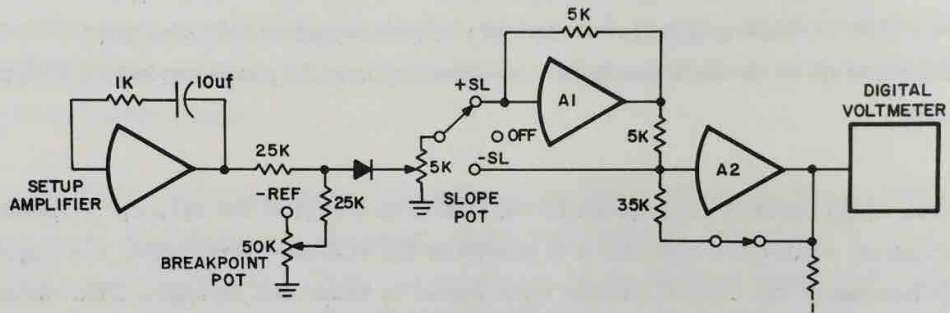 1K
10uf
SETUP
AMPLIFIER
25K
-REF
25K
50K
BREAKPOINT
POT
+SL
OFF
-SL
5K
SLOPE
POT
5K
A1
5K
35K
A2
DIGITAL
VOLTMETER